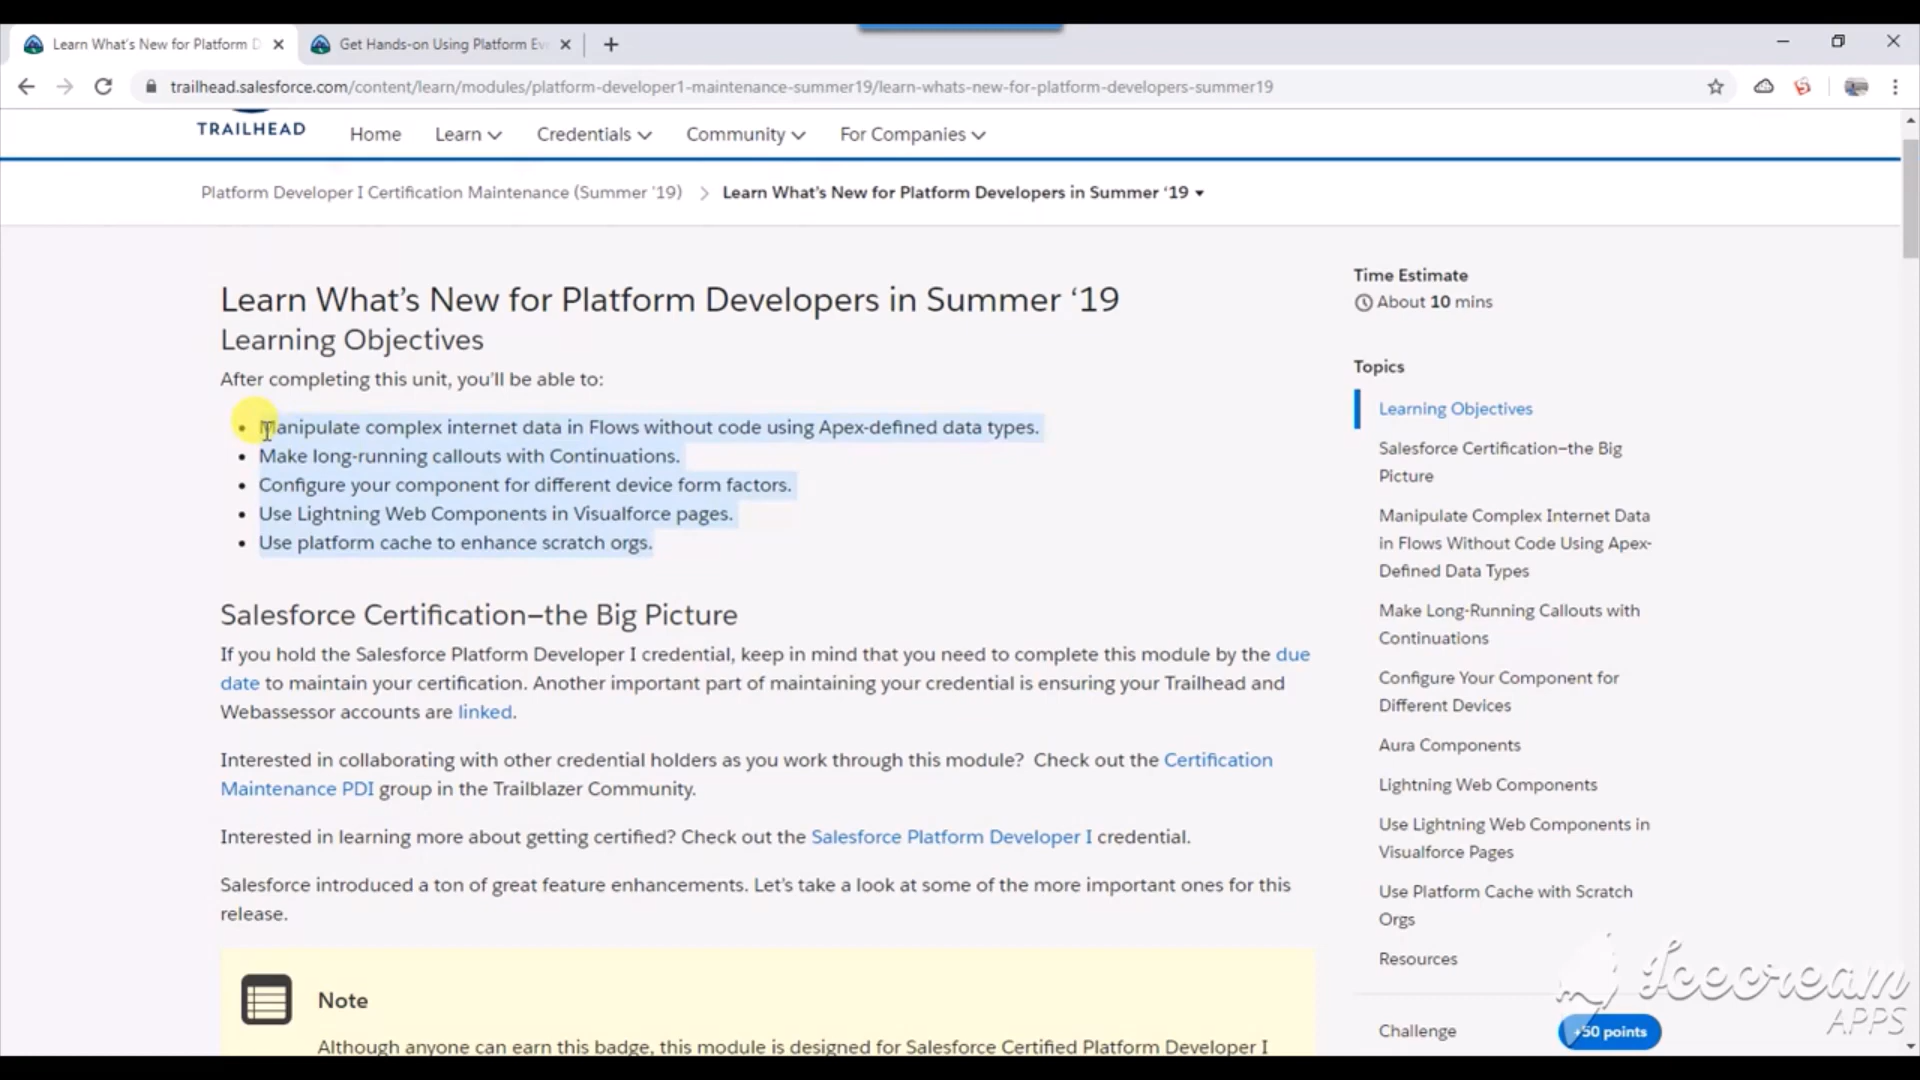 Learn What's New for Platform D
Get Hands-on Using Platform Eve
trailhead.salesforce.com/content/learn/modules/platform-developer1-maintenance-summer19/learn-whats-new-for-platform-developers-summer19
TRAILHEAD
Home
Learn
Credentials
Community
For Companies
Platform Developer I Certification Maintenance (Summer '19)
Learn What's New for Platform Developers in Summer ‘19
Learn What’s New for Platform Developers in Summer ‘19
Learning Objectives
After completing this unit, you’ll be able to:
• Manipulate complex internet data in Flows without code using Apex-defined data types.
• Make long-running callouts with Continuations.
• Configure your component for different device form factors.
• Use Lightning Web Components in Visualforce pages.
• Use platform cache to enhance scratch orgs.
Salesforce Certification—the Big Picture
If you hold the Salesforce Platform Developer I credential, keep in mind that you need to complete this module by the due
date to maintain your certification. Another important part of maintaining your credential is ensuring your Trailhead and
Webassessor accounts are linked.
Interested in collaborating with other credential holders as you work through this module?  Check out the Certification
Maintenance PDI group in the Trailblazer Community.
Interested in learning more about getting certified? Check out the Salesforce Platform Developer I credential.
Salesforce introduced a ton of great feature enhancements. Let’s take a look at some of the more important ones for this
release.
Note
Although anyone can earn this badge, this module is designed for Salesforce Certified Platform Developer I
Time Estimate
About 10 mins
Topics
Learning Objectives
Salesforce Certification—the Big
Picture
Manipulate Complex Internet Data
in Flows Without Code Using Apex-
Defined Data Types
Make Long-Running Callouts with
Continuations
Configure Your Component for
Different Devices
Aura Components
Lightning Web Components
Use Lightning Web Components in
Visualforce Pages
Use Platform Cache with Scratch
Orgs
Resources
Challenge
+50 points
Icecream
APPS